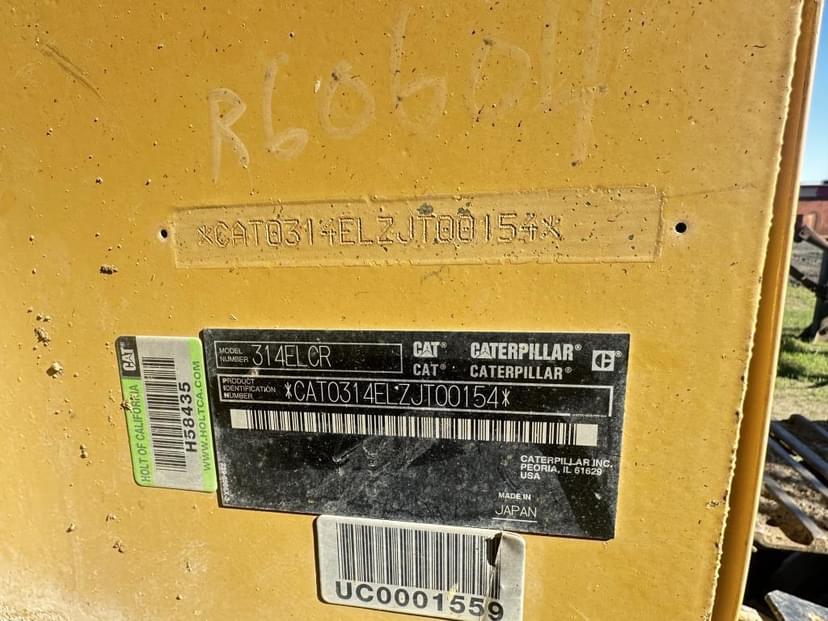 R60604
*CAT0314ELZJT00154*
CAT
HOLT OF CALIFORNIA
H58435
WWW.HOLTCA.COM
MODEL NUMBER 314ELCR
CAT® CATERPILLAR®
CAT® CATERPILLAR®
PRODUCT IDENTIFICATION NUMBER *CAT0314ELZJT00154*
CATERPILLAR INC.
PEORIA, IL 61629
USA
MADE IN
JAPAN
UC0001559